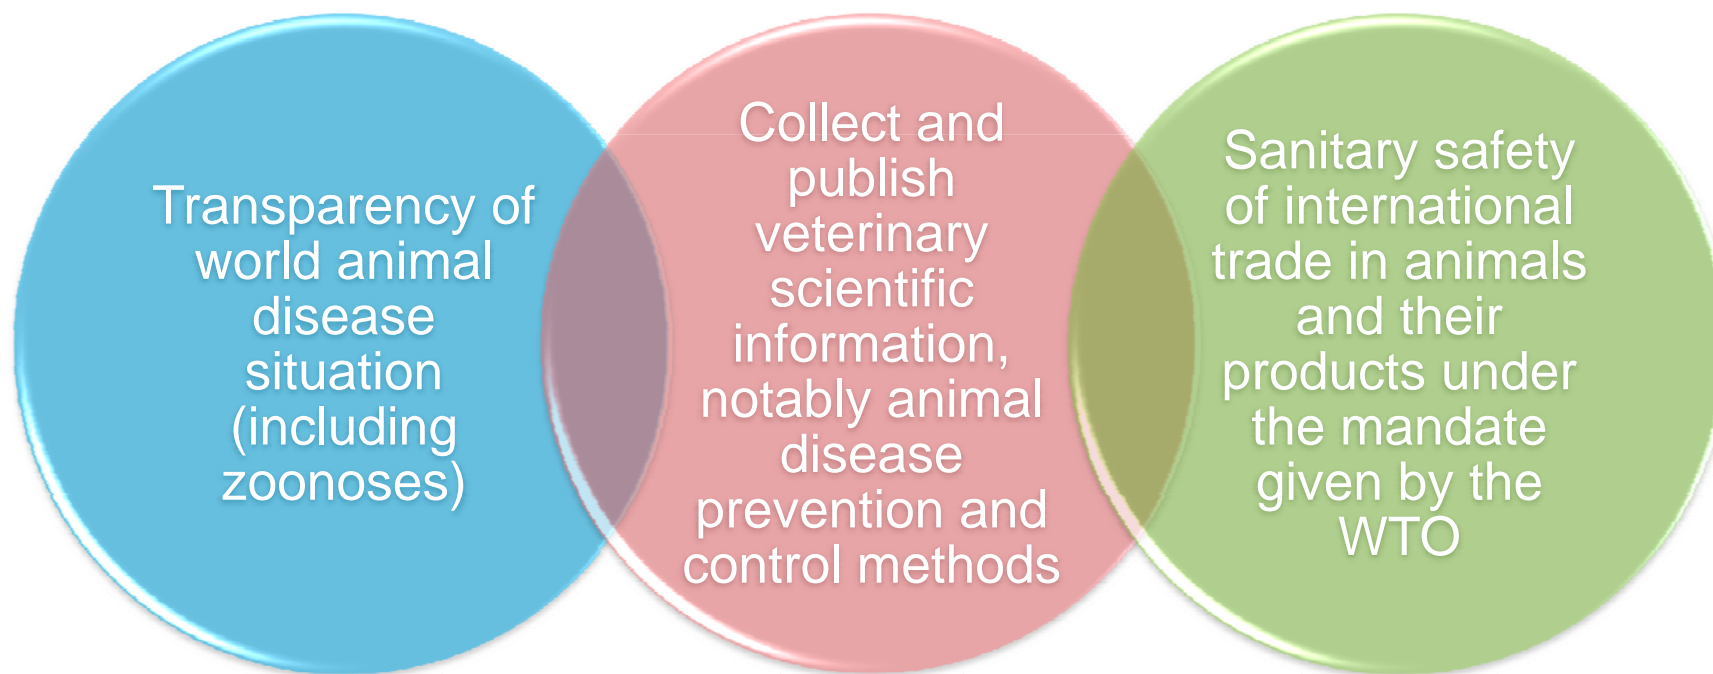 Transparency of
world animal
disease
situation
(including
zoonoses)
Collect and
publish
veterinary
scientific
information,
notably animal
disease
prevention and
control methods
Sanitary safety
of international
trade in animals
and their
products under
the mandate
given by the
WTO